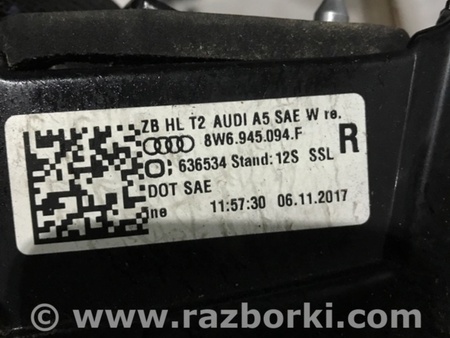 ZB HL T2 AUDI A5 SAE W re.
8W6.945.094.F
R
636534 Stand:12S SSL
DOT SAE
ne 11:57:30 06.11.2017
© www.razborki.com